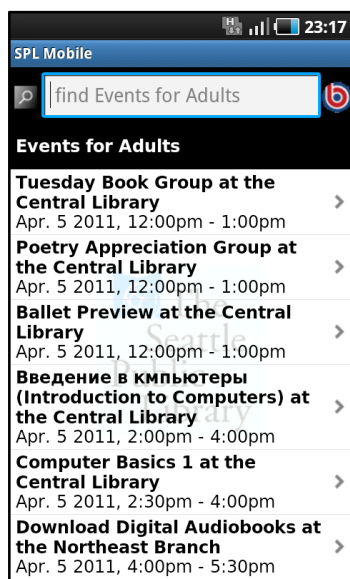 23:17
SPL Mobile
find Events for Adults
Events for Adults
Tuesday Book Group at the
Central Library
Apr. 5 2011, 12:00pm - 1:00pm
Poetry Appreciation Group at
the Central Library
Apr. 5 2011, 12:00pm - 1:00pm
Ballet Preview at the Central
Library
Apr. 5 2011, 12:00pm - 1:00pm
The
Seattle
Public
Library
Введение в кмпьютеры
(Introduction to Computers) at
the Central Library
Apr. 5 2011, 2:00pm - 4:00pm
Computer Basics 1 at the
Central Library
Apr. 5 2011, 2:30pm - 4:00pm
Download Digital Audiobooks at
the Northeast Branch
Apr. 5 2011, 4:00pm - 5:30pm